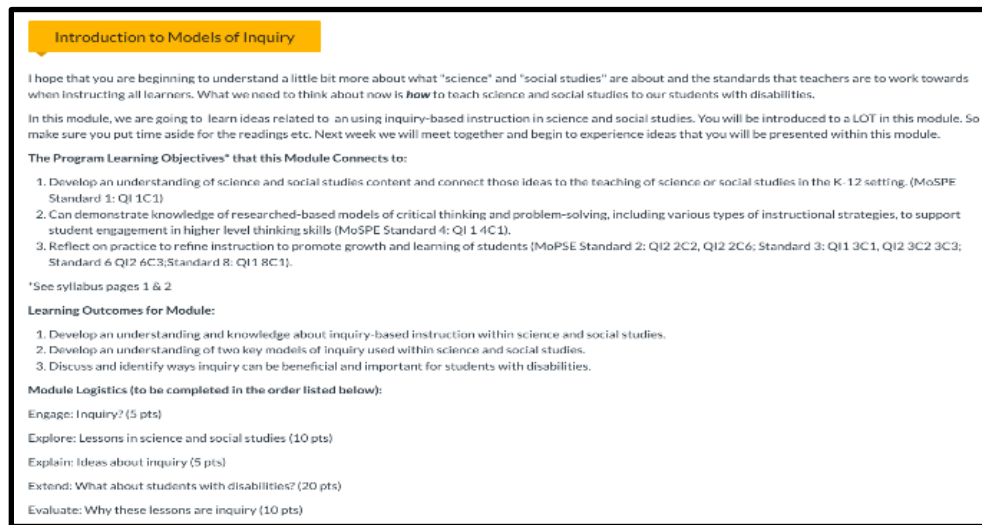 Introduction to Models of Inquiry
I hope that you are beginning to understand a little bit more about what "science" and "social studies" are about and the standards that teachers are to work towards
when instructing all learners. What we need to think about now is how to teach science and social studies to our students with disabilities.
In this module, we are going to learn ideas related to an using inquiry-based instruction in science and social studies. You will be introduced to a LOT in this module. So
make sure you put time aside for the readings etc. Next week we will meet together and begin to experience ideas that you will be presented within this module.
The Program Learning Objectives* that this Module Connects to:
1. Develop an understanding of science and social studies content and connect those ideas to the teaching of science or social studies in the K-12 setting. (MoSPE
Standard 1: QI 1C1)
2. Can demonstrate knowledge of researched-based models of critical thinking and problem-solving, including various types of instructional strategies, to support
student engagement in higher level thinking skills (MoSPE Standard 4: QI 1 4C1).
3. Reflect on practice to refine instruction to promote growth and learning of students (MoPSE Standard 2: QI2 2C2, QI2 2C6; Standard 3: QI1 3C1, QI2 3C2 3C3;
Standard 6 QI2 6C3;Standard 8: QI1 8C1).
*See syllabus pages 1 & 2
Learning Outcomes for Module:
1. Develop an understanding and knowledge about inquiry-based instruction within science and social studies.
2. Develop an understanding of two key models of inquiry used within science and social studies.
3. Discuss and identify ways inquiry can be beneficial and important for students with disabilities.
Module Logistics (to be completed in the order listed below):
Engage: Inquiry? (5 pts)
Explore: Lessons in science and social studies (10 pts)
Explain: Ideas about inquiry (5 pts)
Extend: What about students with disabilities? (20 pts)
Evaluate: Why these lessons are inquiry (10 pts)